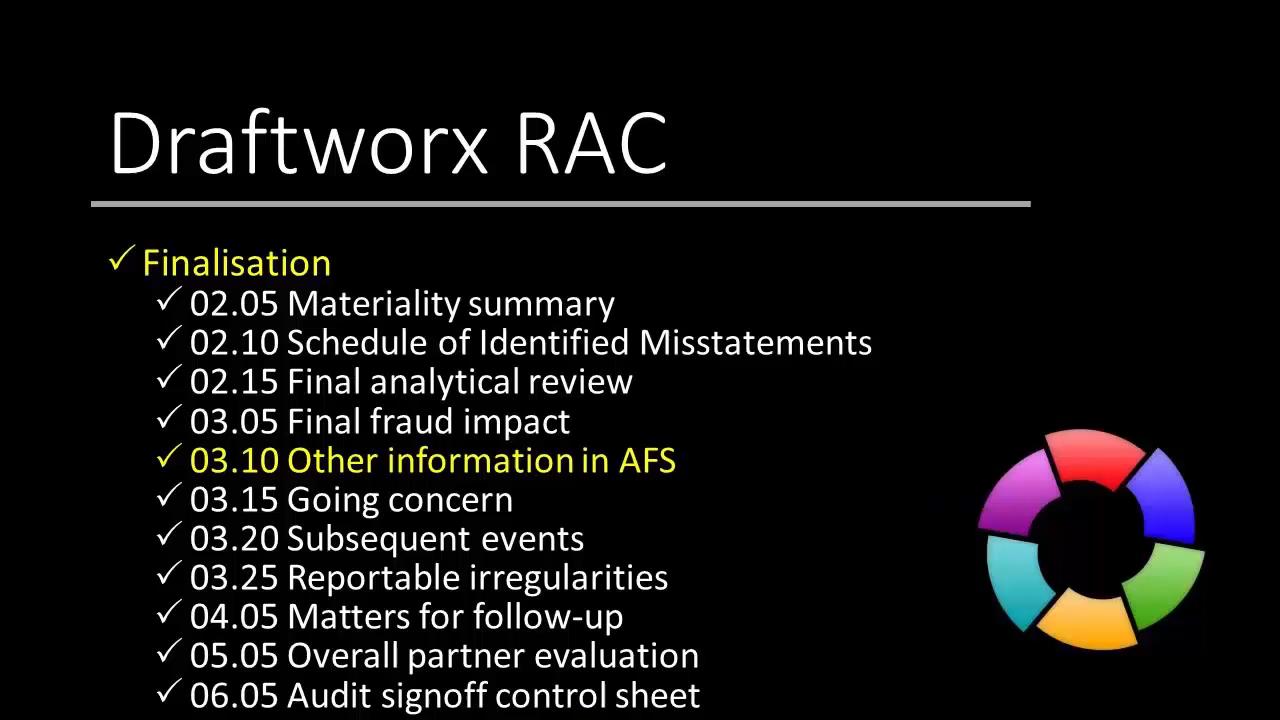 Draftworx RAC
✓ Finalisation
✓ 02.05 Materiality summary
✓ 02.10 Schedule of Identified Misstatements
✓ 02.15 Final analytical review
✓ 03.05 Final fraud impact
✓ 03.10 Other information in AFS
✓ 03.15 Going concern
✓ 03.20 Subsequent events
✓ 03.25 Reportable irregularities
✓ 04.05 Matters for follow-up
✓ 05.05 Overall partner evaluation
✓ 06.05 Audit signoff control sheet